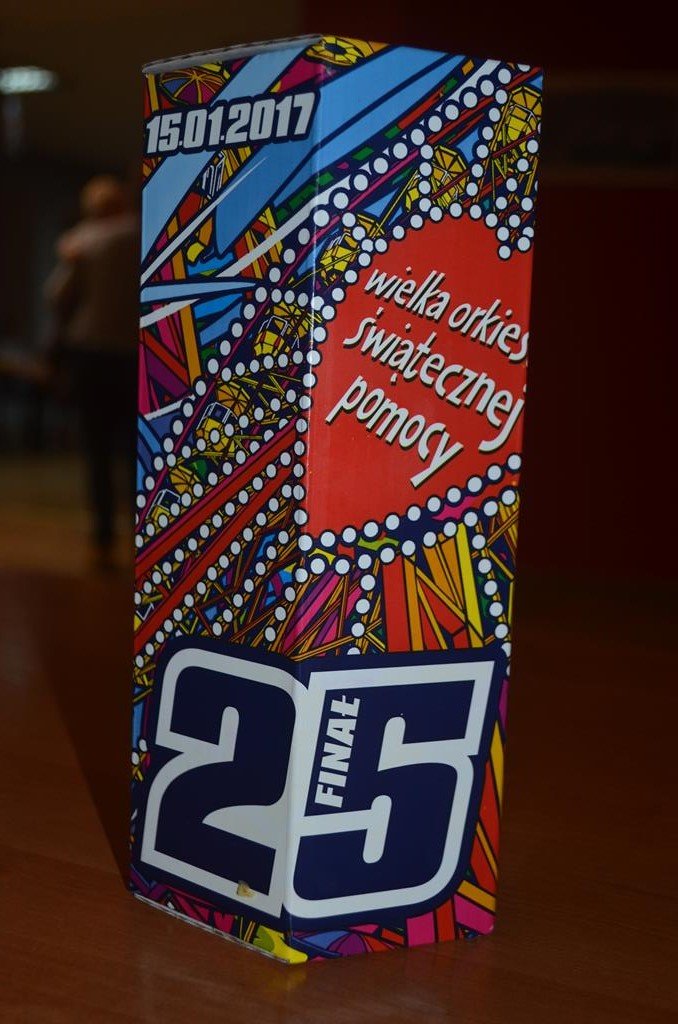 15.01.2017
wielka orkies
świątecznej
pomocy
25
FINAŁ